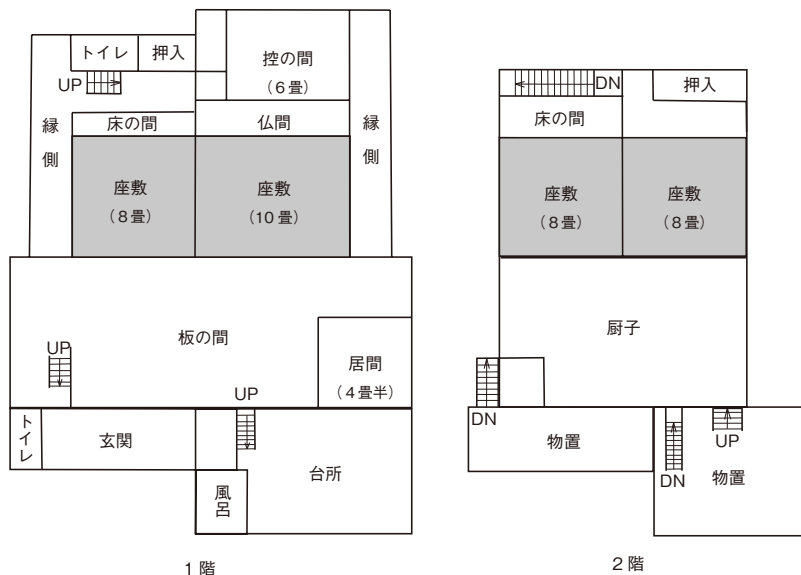 トイレ
押入
控の間
(6畳)
UP
縁側
床の間
仏間
縁側
座敷
(8畳)
座敷
(10畳)
板の間
UP
居間
(4畳半)
UP
トイレ
玄関
台所
風呂
1階
DN
押入
床の間
座敷
(8畳)
座敷
(8畳)
厨子
DN
物置
UP
DN
物置
2階